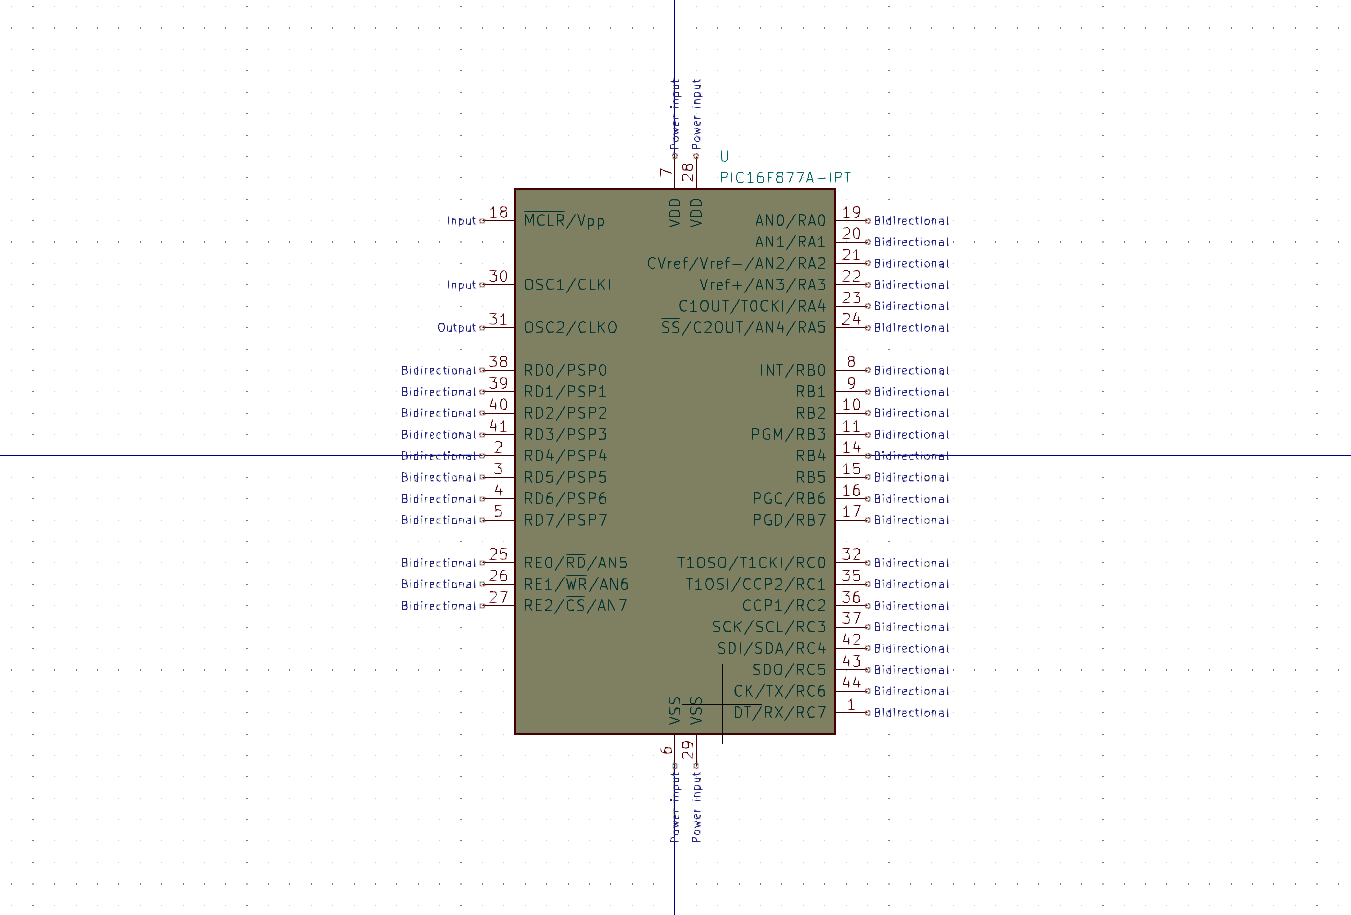 Power input
Power input
7
28
U
PIC16F877A-IPT
VDD
VDD
Input 18 MCLR/Vpp
Input 30 OSC1/CLKI
Output 31 OSC2/CLKO
Bidirectional 38 RD0/PSP0
Bidirectional 39 RD1/PSP1
Bidirectional 40 RD2/PSP2
Bidirectional 41 RD3/PSP3
Bidirectional 2 RD4/PSP4
Bidirectional 3 RD5/PSP5
Bidirectional 4 RD6/PSP6
Bidirectional 5 RD7/PSP7
Bidirectional 25 RE0/RD/AN5
Bidirectional 26 RE1/WR/AN6
Bidirectional 27 RE2/CS/AN7
AN0/RA0 19 Bidirectional
AN1/RA1 20 Bidirectional
CVref/Vref-/AN2/RA2 21 Bidirectional
Vref+/AN3/RA3 22 Bidirectional
C1OUT/T0CKI/RA4 23 Bidirectional
SS/C2OUT/AN4/RA5 24 Bidirectional
INT/RB0 8 Bidirectional
RB1 9 Bidirectional
RB2 10 Bidirectional
PGM/RB3 11 Bidirectional
RB4 14 Bidirectional
RB5 15 Bidirectional
PGC/RB6 16 Bidirectional
PGD/RB7 17 Bidirectional
T1OSO/T1CKI/RC0 32 Bidirectional
T1OSI/CCP2/RC1 35 Bidirectional
CCP1/RC2 36 Bidirectional
SCK/SCL/RC3 37 Bidirectional
SDI/SDA/RC4 42 Bidirectional
SDO/RC5 43 Bidirectional
CK/TX/RC6 44 Bidirectional
DT/RX/RC7 1 Bidirectional
VSS
VSS
6
29
Power input
Power input